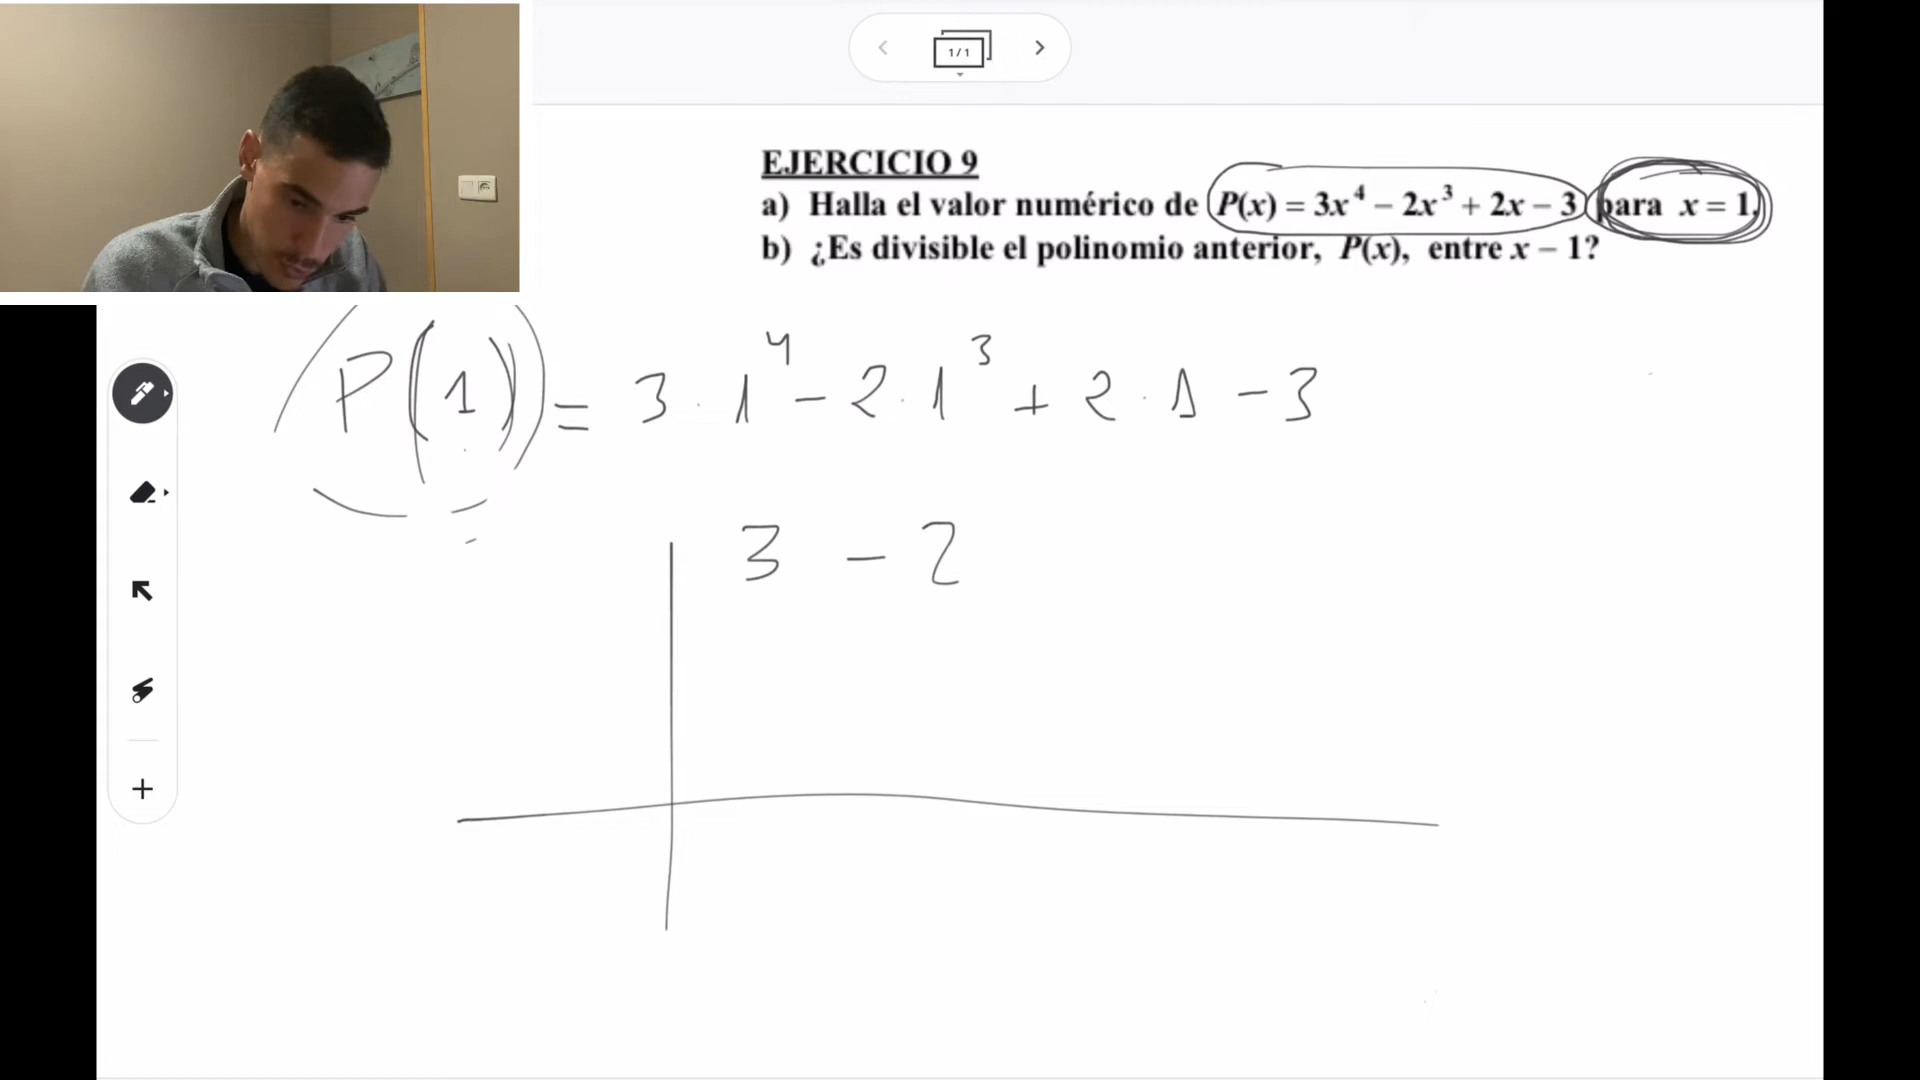 1/1
EJERCICIO 9
a) Halla el valor numérico de P(x) = 3x⁴ – 2x³ + 2x – 3 para x = 1.
b) ¿Es divisible el polinomio anterior, P(x), entre x – 1?
P(1) = 3 · 1⁴ – 2 · 1³ + 2 · 1 – 3
3 – 2